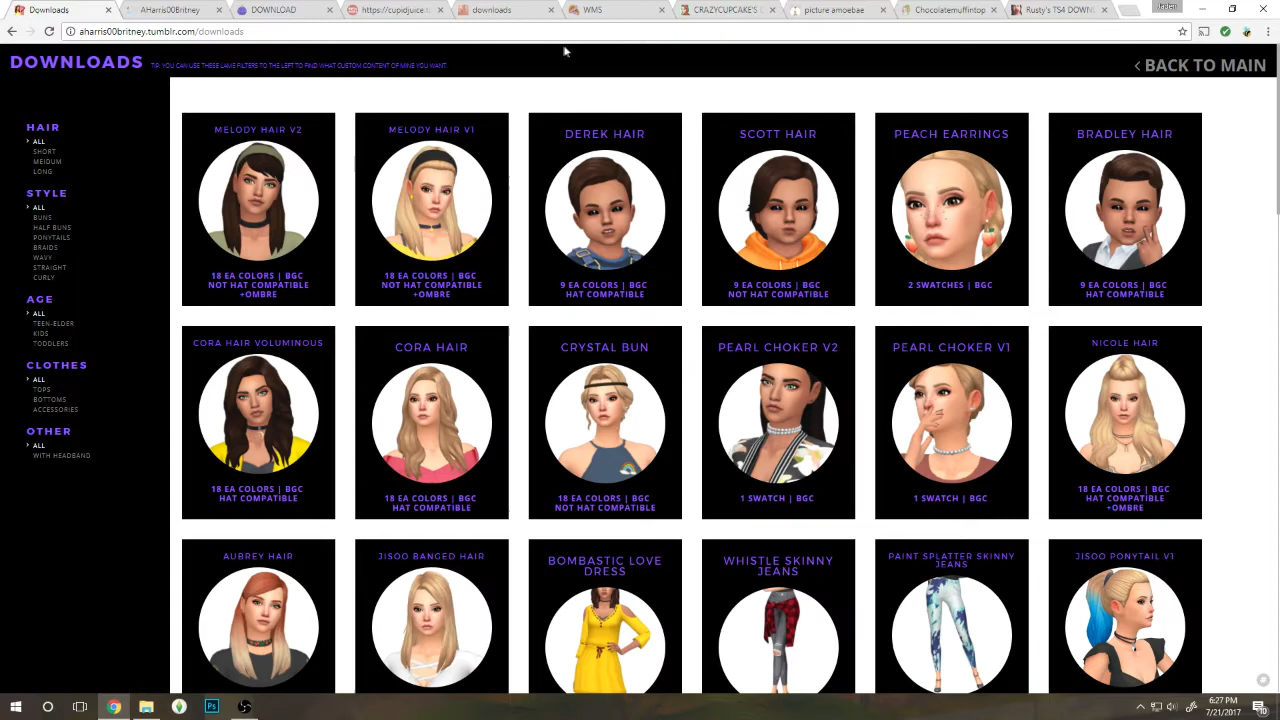 Downloads
AHarris00Britney
DOWNLOAD
https://cupidjuice.
downloads
WMS
CRAZYCUPCAKE'S
picture amoebae
Chocolatemuffintop
Rusty's TS4 DOWN
aharris00britney.tumblr.com/downloads
DOWNLOADS
TIP: YOU CAN USE THESE LAME FILTERS TO THE LEFT TO FIND WHAT CUSTOM CONTENT OF MINE YOU WANT
BACK TO MAIN
HAIR
ALL
SHORT
MEIDUM
LONG
STYLE
ALL
BUNS
HALF BUNS
PONYTAILS
BRAIDS
WAVY
STRAIGHT
CURLY
AGE
ALL
TEEN-ELDER
KIDS
TODDLERS
CLOTHES
ALL
TOPS
BOTTOMS
ACCESSORIES
OTHER
ALL
WITH HEADBAND
MELODY HAIR V2
18 EA COLORS | BGC
NOT HAT COMPATIBLE
+OMBRE
MELODY HAIR V1
18 EA COLORS | BGC
NOT HAT COMPATIBLE
+OMBRE
DEREK HAIR
9 EA COLORS | BGC
HAT COMPATIBLE
SCOTT HAIR
9 EA COLORS | BGC
NOT HAT COMPATIBLE
PEACH EARRINGS
2 SWATCHES | BGC
BRADLEY HAIR
9 EA COLORS | BGC
HAT COMPATIBLE
CORA HAIR VOLUMINOUS
18 EA COLORS | BGC
HAT COMPATIBLE
CORA HAIR
18 EA COLORS | BGC
HAT COMPATIBLE
CRYSTAL BUN
18 EA COLORS | BGC
NOT HAT COMPATIBLE
PEARL CHOKER V2
1 SWATCH | BGC
PEARL CHOKER V1
1 SWATCH | BGC
NICOLE HAIR
18 EA COLORS | BGC
HAT COMPATIBLE
+OMBRE
AUBREY HAIR
JISOO BANGED HAIR
BOMBASTIC LOVE
DRESS
WHISTLE SKINNY
JEANS
PAINT SPLATTER SKINNY
JEANS
JISOO PONYTAIL V1
Ps
6:27 PM
7/21/2017